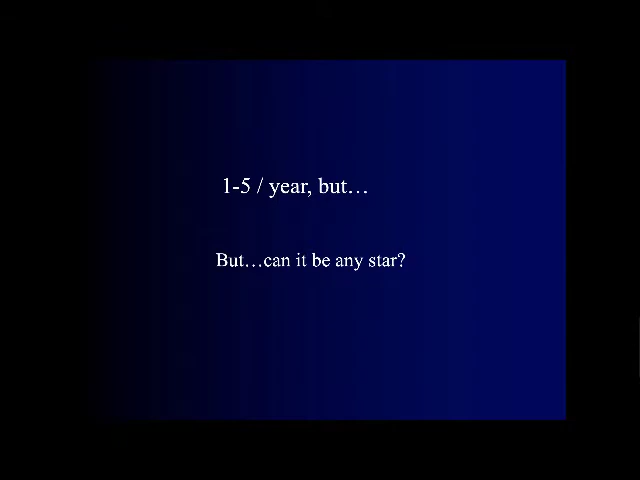 1-5 / year, but…
But…can it be any star?